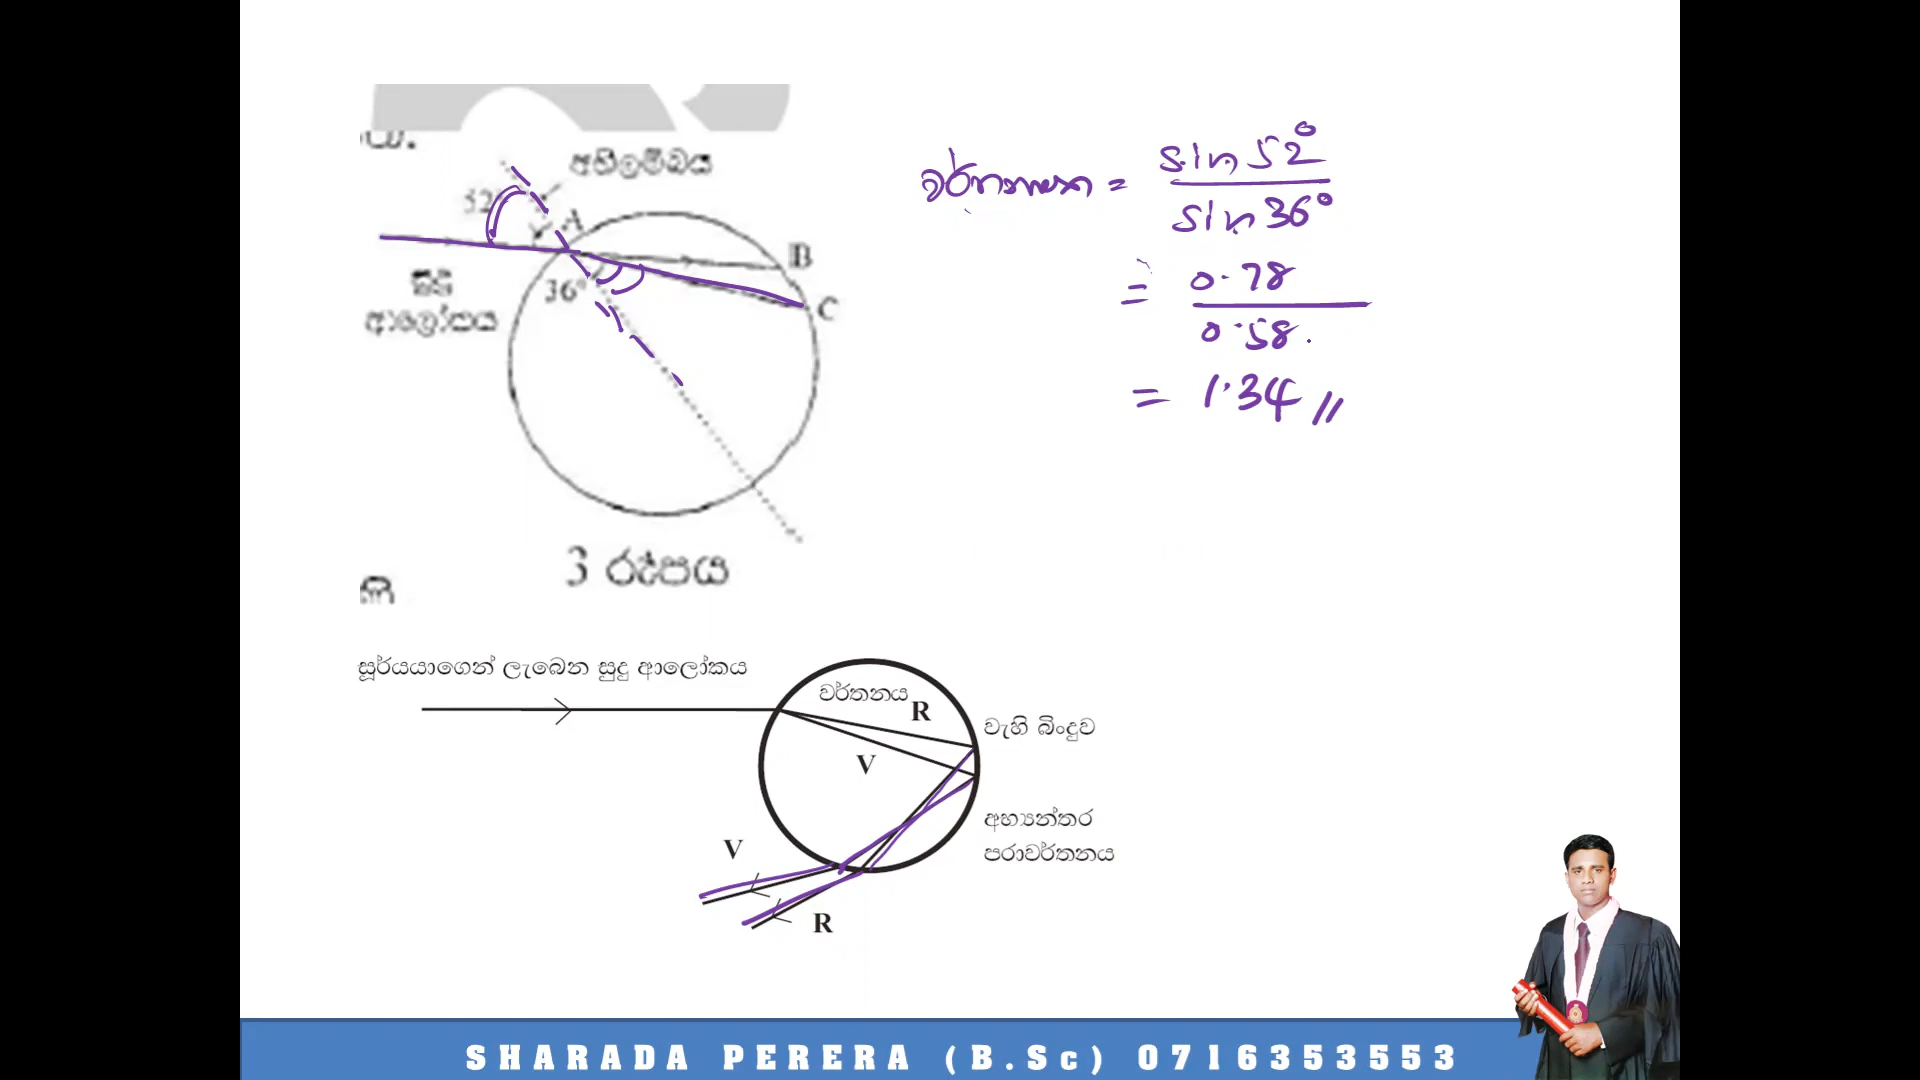 අභිලම්බය
52
A
B
36°
C
සුදු
ආලෝකය
3 රූපය
වර්තනාංක = sin 52° / sin 36°
= 0.78 / 0.58
= 1.34 //
සූර්යයාගෙන් ලැබෙන සුදු ආලෝකය
වර්තනය
R
වැහි බිංදුව
V
අභ්‍යන්තර
පරාවර්තනය
V
R
SHARADA PERERA (B.Sc) 0716353553